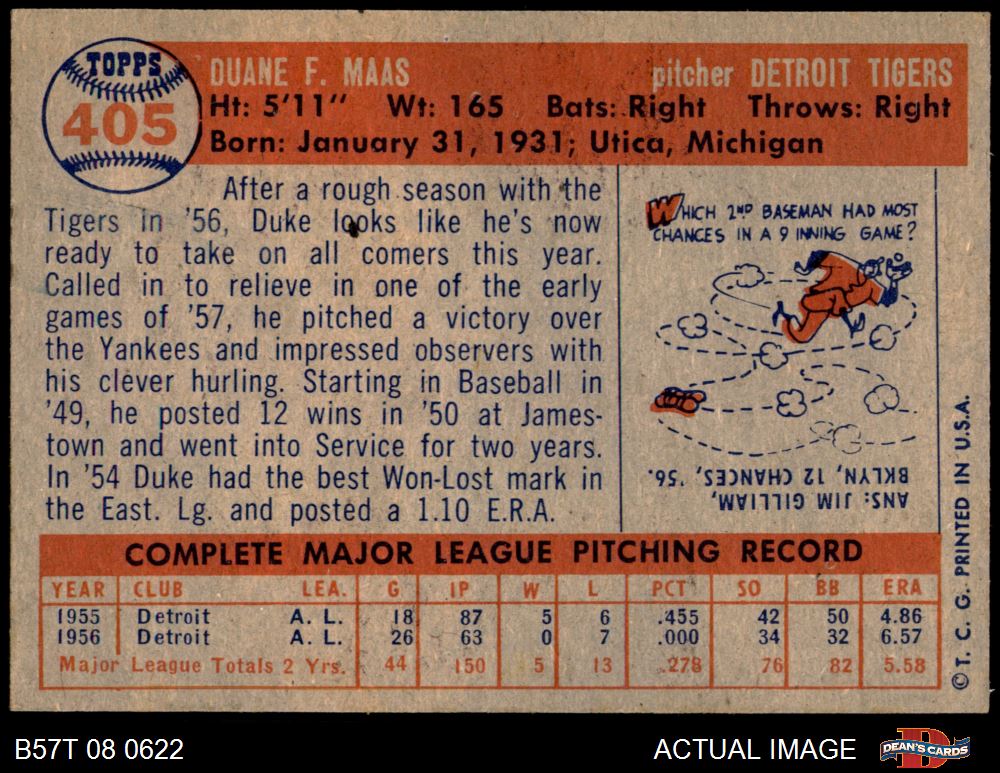 TOPPS
405
DUANE F. MAAS
pitcher DETROIT TIGERS
Ht: 5'11" Wt: 165 Bats: Right Throws: Right
Born: January 31, 1931; Utica, Michigan
After a rough season with the
Tigers in '56, Duke looks like he's now
ready to take on all comers this year.
Called in to relieve in one of the early
games of '57, he pitched a victory over
the Yankees and impressed observers with
his clever hurling. Starting in Baseball in
'49, he posted 12 wins in '50 at James-
town and went into Service for two years.
In '54 Duke had the best Won-Lost mark in
the East. Lg. and posted a 1.10 E.R.A.
WHICH 2ND BASEMAN HAD MOST
CHANCES IN A 9 INNING GAME?
ANS: JIM GILLIAM,
BKLYN, 12 CHANCES, '56.
COMPLETE MAJOR LEAGUE PITCHING RECORD
YEAR CLUB LEA. G IP W L PCT SO BB ERA
1955 Detroit A. L. 18 87 5 6 .455 42 50 4.86
1956 Detroit A. L. 26 63 0 7 .000 34 32 6.57
Major League Totals 2 Yrs. 44 150 5 13 .278 76 82 5.58
© T. C. G. PRINTED IN U.S.A.
B57T 08 0622
ACTUAL IMAGE
DEAN'S CARDS